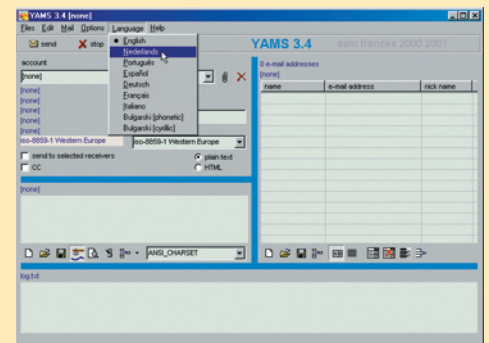 YAMS 3.4 [none]
Files Edit Mail Options Language Help
send stop
English
Nederlands
Português
Español
Deutsch
Français
Italiano
Bulgarski (phonetic)
Bulgarski (cyrillic)
YAMS 3.4 sam francke 2000 2001
account
[none]
[none]
[none]
[none]
[none]
[none]
iso-8859-1 Western Europe iso-8859-1 Western Europe
send to selected receivers plain text
CC HTML
[none]
ANSI_CHARSET
0 e-mail addresses
[none]
name e-mail address nick name
log.txt